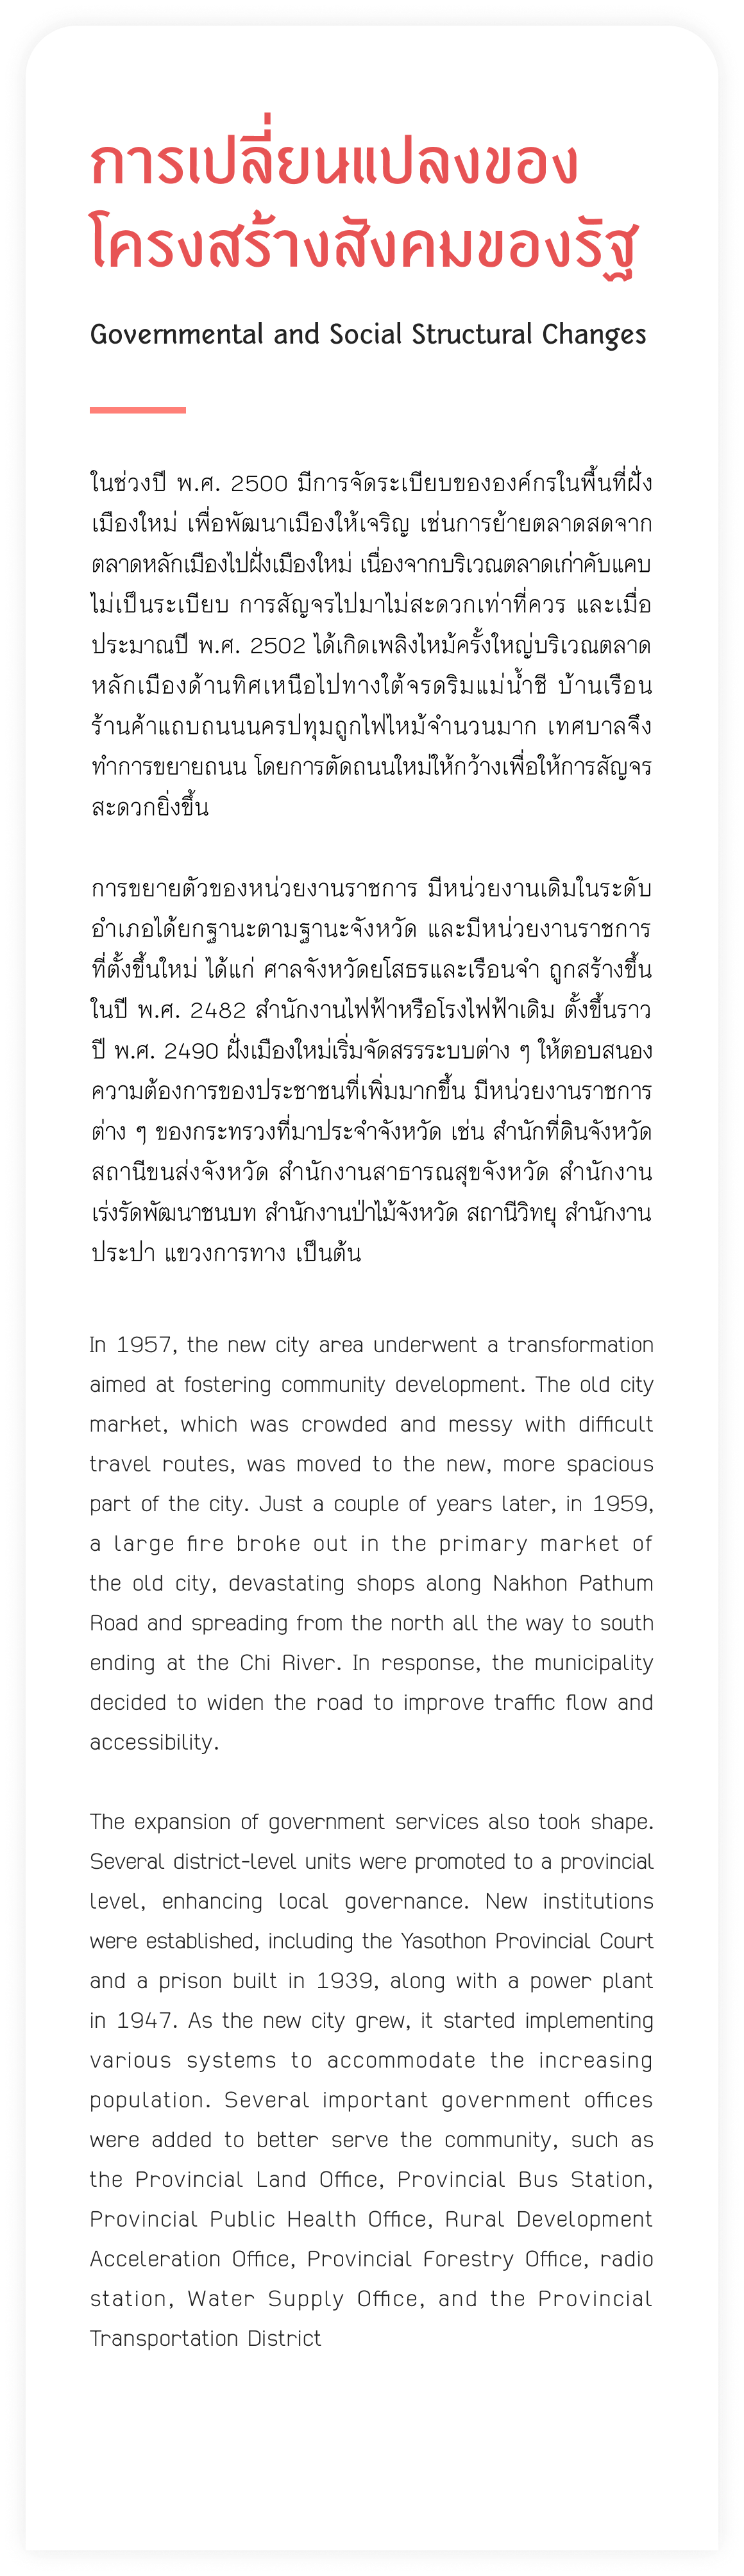 การเปลี่ยนแปลงของ
โครงสร้างสังคมของรัฐ
Governmental and Social Structural Changes
ในช่วงปี พ.ศ. 2500 มีการจัดระเบียบขององค์กรในพื้นที่ฝั่ง
เมืองใหม่ เพื่อพัฒนาเมืองให้เจริญ เช่นการย้ายตลาดสดจาก
ตลาดหลักเมืองไปฝั่งเมืองใหม่ เนื่องจากบริเวณตลาดเก่าคับแคบ
ไม่เป็นระเบียบ การสัญจรไปมาไม่สะดวกเท่าที่ควร และเมื่อ
ประมาณปี พ.ศ. 2502 ได้เกิดเพลิงไหม้ครั้งใหญ่บริเวณตลาด
หลักเมืองด้านทิศเหนือไปทางใต้จรดริมแม่น้ำชี บ้านเรือน
ร้านค้าแถบถนนนครปทุมถูกไฟไหม้จำนวนมาก เทศบาลจึง
ทำการขยายถนน โดยการตัดถนนใหม่ให้กว้างเพื่อให้การสัญจร
สะดวกยิ่งขึ้น
การขยายตัวของหน่วยงานราชการ มีหน่วยงานเดิมในระดับ
อำเภอได้ยกฐานะตามฐานะจังหวัด และมีหน่วยงานราชการ
ที่ตั้งขึ้นใหม่ ได้แก่ ศาลจังหวัดยโสธรและเรือนจำ ถูกสร้างขึ้น
ในปี พ.ศ. 2482 สำนักงานไฟฟ้าหรือโรงไฟฟ้าเดิม ตั้งขึ้นราว
ปี พ.ศ. 2490 ฝั่งเมืองใหม่เริ่มจัดสรรระบบต่าง ๆ ให้ตอบสนอง
ความต้องการของประชาชนที่เพิ่มมากขึ้น มีหน่วยงานราชการ
ต่าง ๆ ของกระทรวงที่มาประจำจังหวัด เช่น สำนักที่ดินจังหวัด
สถานีขนส่งจังหวัด สำนักงานสาธารณสุขจังหวัด สำนักงาน
เร่งรัดพัฒนาชนบท สำนักงานป่าไม้จังหวัด สถานีวิทยุ สำนักงาน
ประปา แขวงการทาง เป็นต้น
In 1957, the new city area underwent a transformation
aimed at fostering community development. The old city
market, which was crowded and messy with difficult
travel routes, was moved to the new, more spacious
part of the city. Just a couple of years later, in 1959,
a large fire broke out in the primary market of
the old city, devastating shops along Nakhon Pathum
Road and spreading from the north all the way to south
ending at the Chi River. In response, the municipality
decided to widen the road to improve traffic flow and
accessibility.
The expansion of government services also took shape.
Several district-level units were promoted to a provincial
level, enhancing local governance. New institutions
were established, including the Yasothon Provincial Court
and a prison built in 1939, along with a power plant
in 1947. As the new city grew, it started implementing
various systems to accommodate the increasing
population. Several important government offices
were added to better serve the community, such as
the Provincial Land Office, Provincial Bus Station,
Provincial Public Health Office, Rural Development
Acceleration Office, Provincial Forestry Office, radio
station, Water Supply Office, and the Provincial
Transportation District